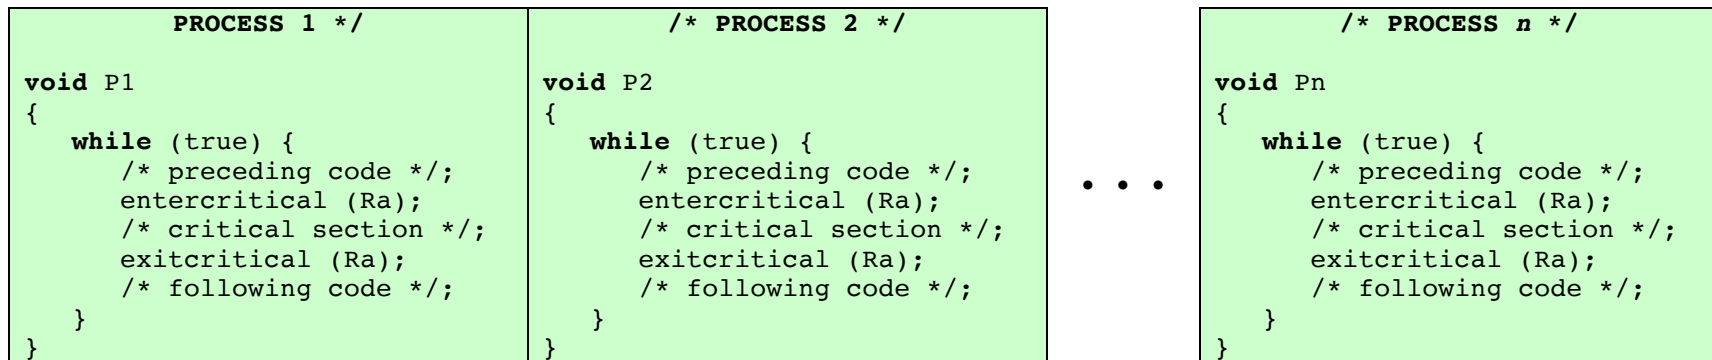 PROCESS 1 */
void P1
{
while (true) {
/* preceding code */;
entercritical (Ra);
/* critical section */;
exitcritical (Ra);
/* following code */;
}
}
/* PROCESS 2 */
void P2
{
while (true) {
/* preceding code */;
entercritical (Ra);
/* critical section */;
exitcritical (Ra);
/* following code */;
}
}
• • •
/* PROCESS n */
void Pn
{
while (true) {
/* preceding code */;
entercritical (Ra);
/* critical section */;
exitcritical (Ra);
/* following code */;
}
}